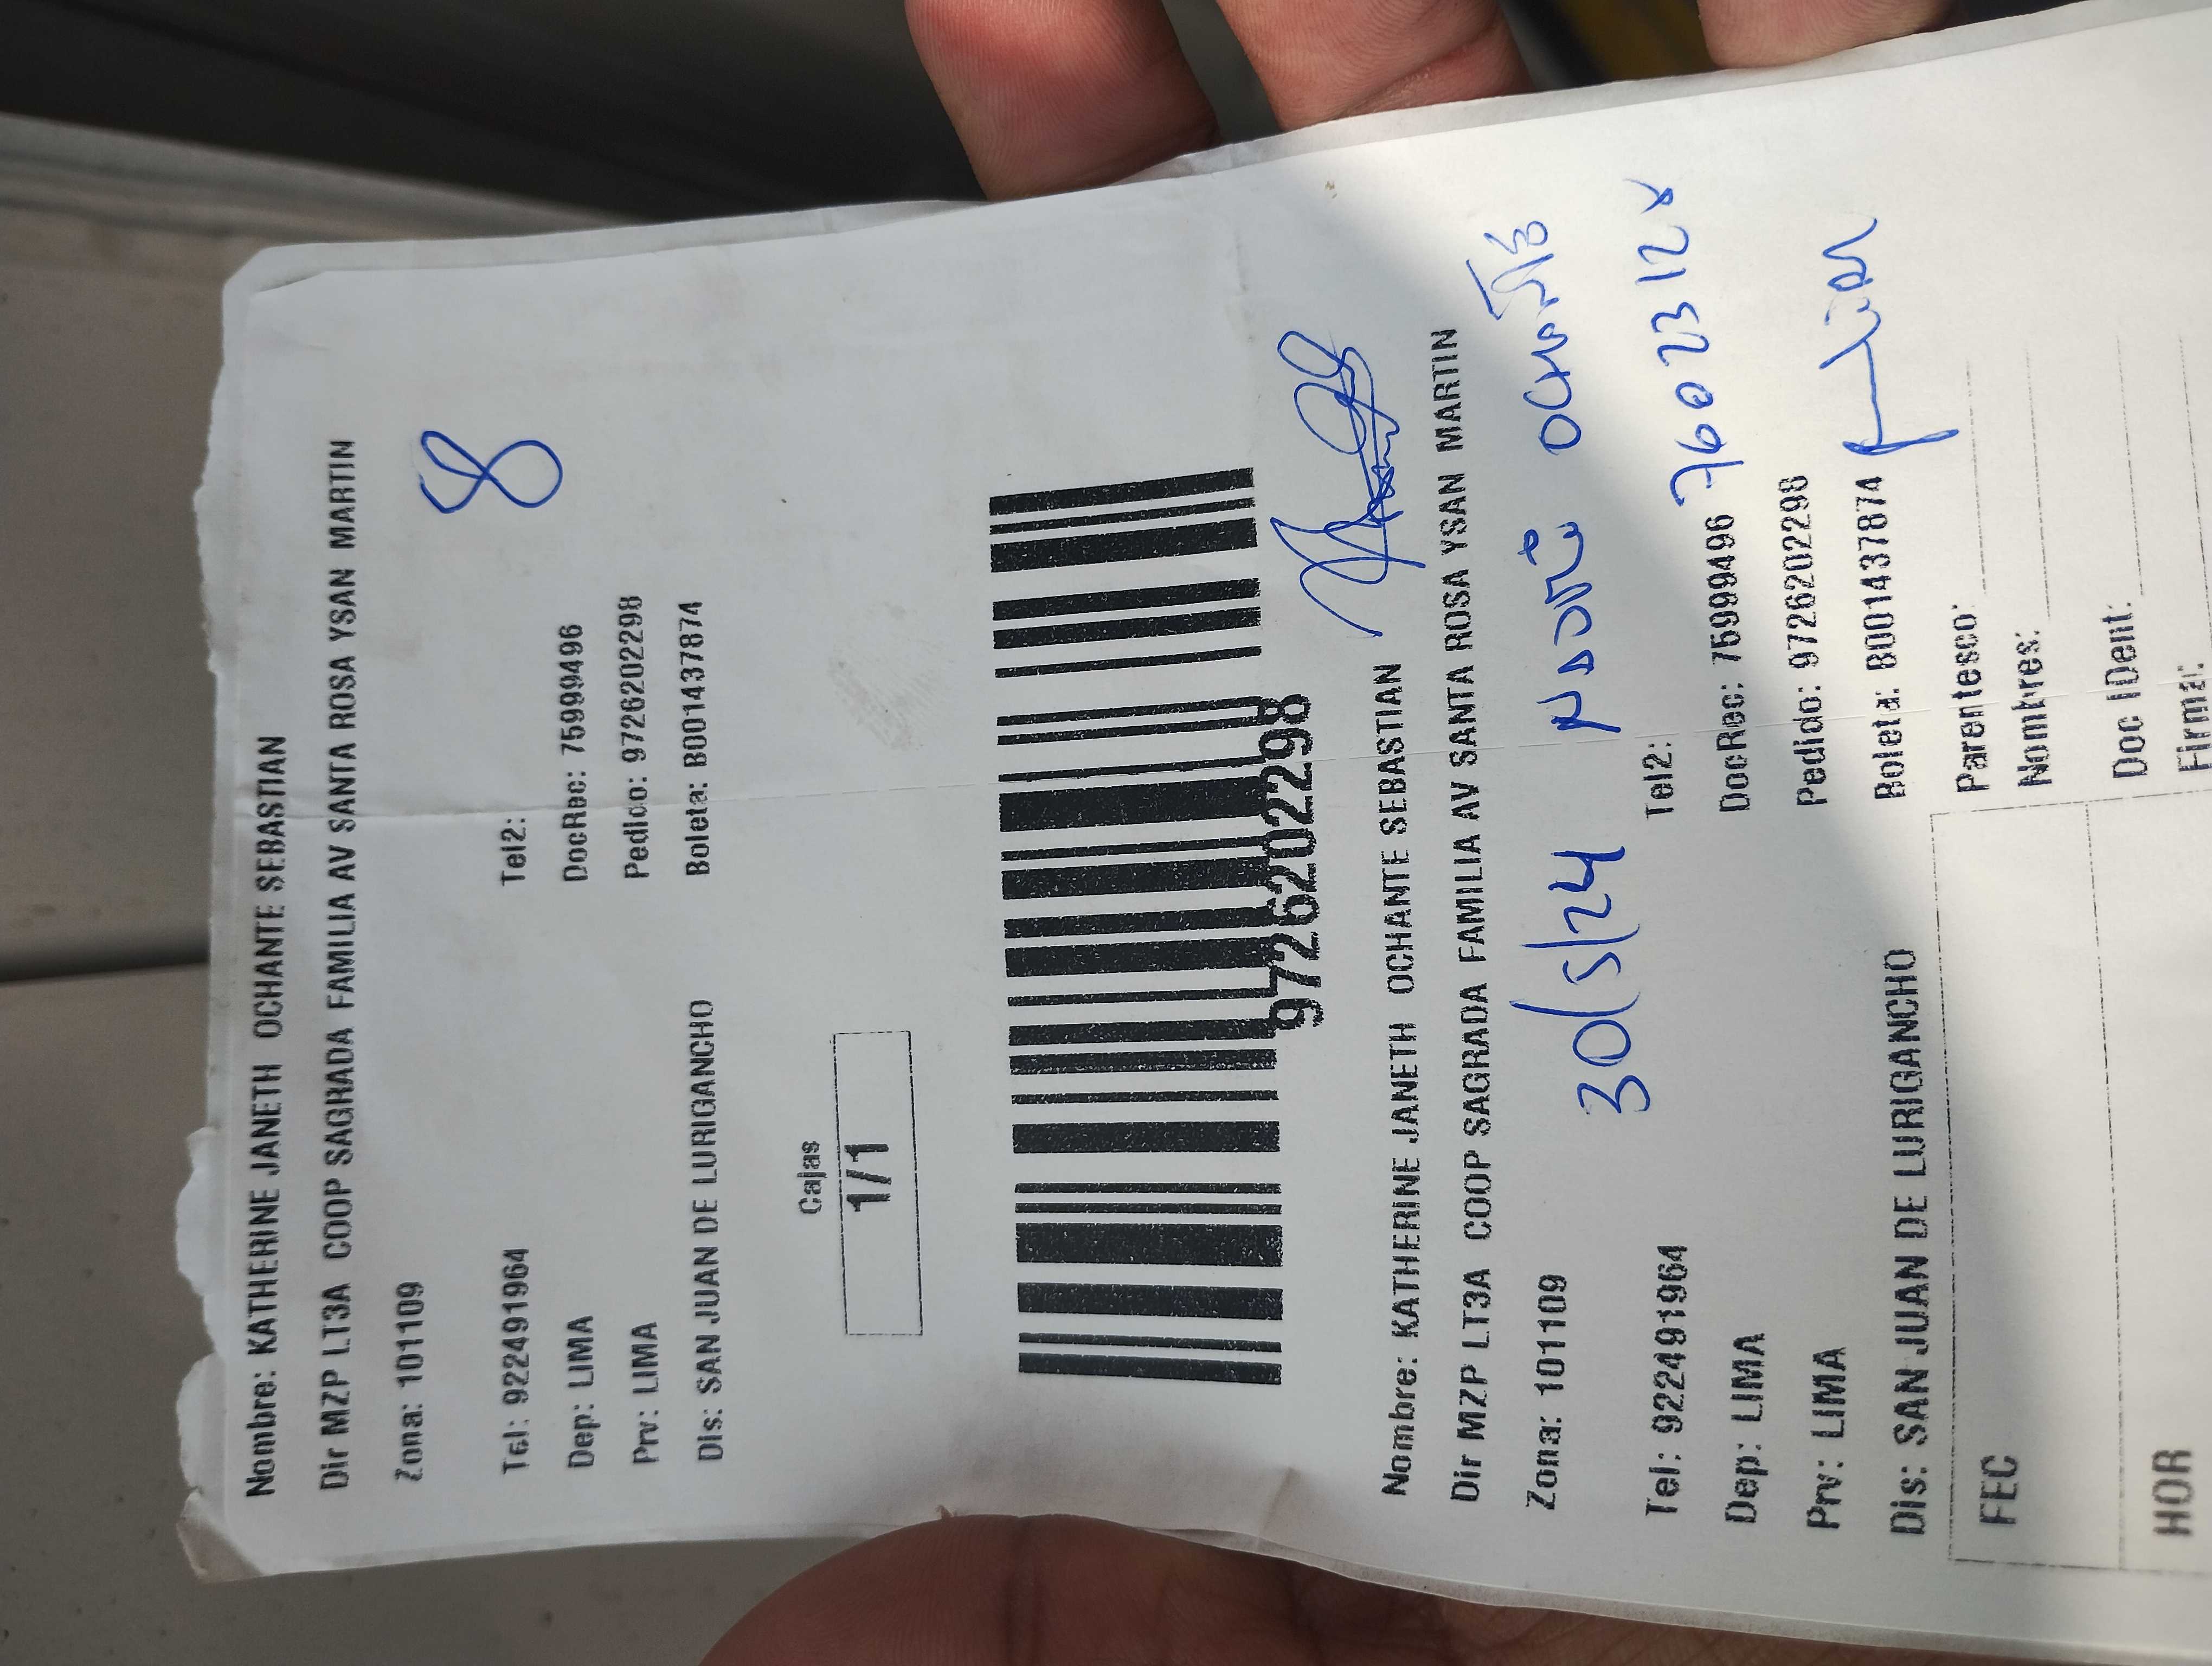 Nombre: KATHERINE JANETH OCHANTE SEBASTIAN
Dir MZP LT3A COOP SAGRADA FAMILIA AV SANTA ROSA YSAN MARTIN
Zona: 101109
8
Tel: 922491964 Tel2:
Dep: LIMA DocRec: 75999496
Prv: LIMA Pedido: 9726202298
Dis: SAN JUAN DE LURIGANCHO Boleta: B001437874
Cajas
1/1
9726202298
Nombre: KATHERINE JANETH OCHANTE SEBASTIAN
Dir MZP LT3A COOP SAGRADA FAMILIA AV SANTA ROSA YSAN MARTIN
Zona: 101109
30/5/24
Tel: 922491964 Tel2:
Dep: LIMA DocRec: 75999496
Prv: LIMA Pedido: 9726202298
Dis: SAN JUAN DE LURIGANCHO Boleta: B001437874
FEC Parentesco:
Nombres:
HOR Doc IDent:
Firma: